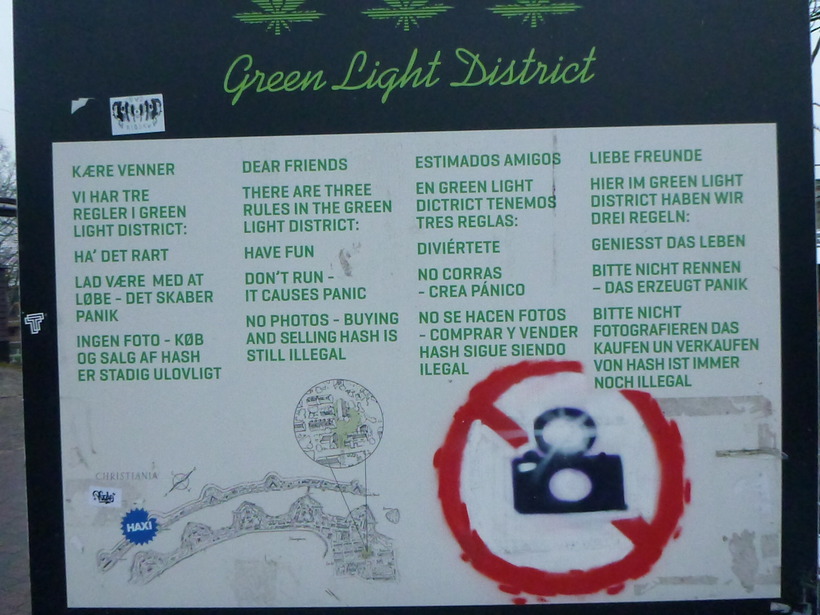 Green Light District
KÆRE VENNER
VI HAR TRE
REGLER I GREEN
LIGHT DISTRICT:
HA' DET RART
LAD VÆRE MED AT
LØBE - DET SKABER
PANIK
INGEN FOTO - KØB
OG SALG AF HASH
ER STADIG ULOVLIGT
DEAR FRIENDS
THERE ARE THREE
RULES IN THE GREEN
LIGHT DISTRICT:
HAVE FUN
DON'T RUN -
IT CAUSES PANIC
NO PHOTOS - BUYING
AND SELLING HASH IS
STILL ILLEGAL
ESTIMADOS AMIGOS
EN GREEN LIGHT
DICTRICT TENEMOS
TRES REGLAS:
DIVIÉRTETE
NO CORRAS
- CREA PÁNICO
NO SE HACEN FOTOS
- COMPRAR Y VENDER
HASH SIGUE SIENDO
ILEGAL
LIEBE FREUNDE
HIER IM GREEN LIGHT
DISTRICT HABEN WIR
DREI REGELN:
GENIESST DAS LEBEN
BITTE NICHT RENNEN
– DAS ERZEUGT PANIK
BITTE NICHT
FOTOGRAFIEREN DAS
KAUFEN UN VERKAUFEN
VON HASH IST IMMER
NOCH ILLEGAL
CHRISTIANIA
HAXI